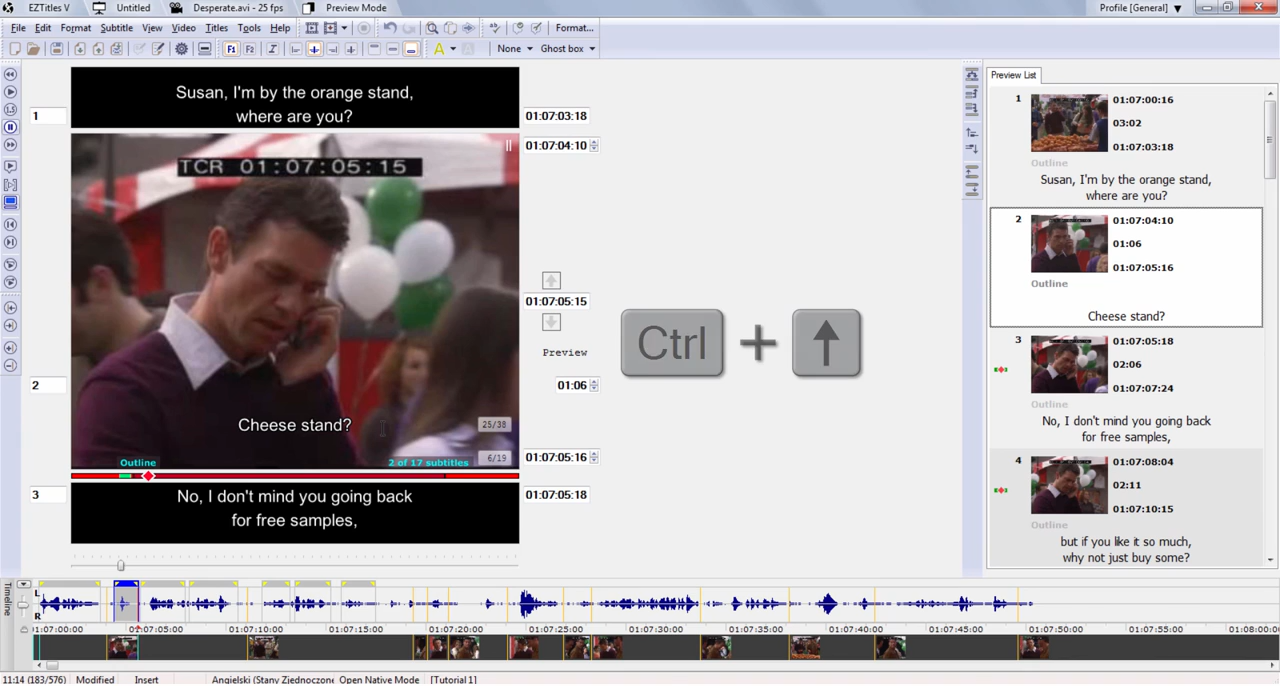 EZTitles V
Untitled
Desperate.avi - 25 fps
Preview Mode
Profile [General] ▼
File Edit Format Subtitle View Video Titles Tools Help
Format...
F1 F2 I
A
None
Ghost box
1
Susan, I'm by the orange stand,
where are you?
01:07:03:18
TCR 01:07:05:15
01:07:04:10
01:07:05:15
Preview
2
01:06
Cheese stand?
25/38
6/19
01:07:05:16
Outline
2 of 17 subtitles
3
No, I don't mind you going back
for free samples,
01:07:05:18
Ctrl + ↑
Preview List
1
01:07:00:16
03:02
01:07:03:18
Outline
Susan, I'm by the orange stand,
where are you?
2
01:07:04:10
01:06
01:07:05:16
Outline
Cheese stand?
3
01:07:05:18
02:06
01:07:07:24
Outline
No, I don't mind you going back
for free samples,
4
01:07:08:04
02:11
01:07:10:15
Outline
but if you like it so much,
why not just buy some?
Timeline
L
R
01:07:00:00 01:07:05:00 01:07:10:00 01:07:15:00 01:07:20:00 01:07:25:00 01:07:30:00 01:07:35:00 01:07:40:00 01:07:45:00 01:07:50:00 01:07:55:00 01:08:00:0
11:14 (183/576) Modified Insert Angielski (Stany Zjednoczone Open Native Mode [Tutorial 1]